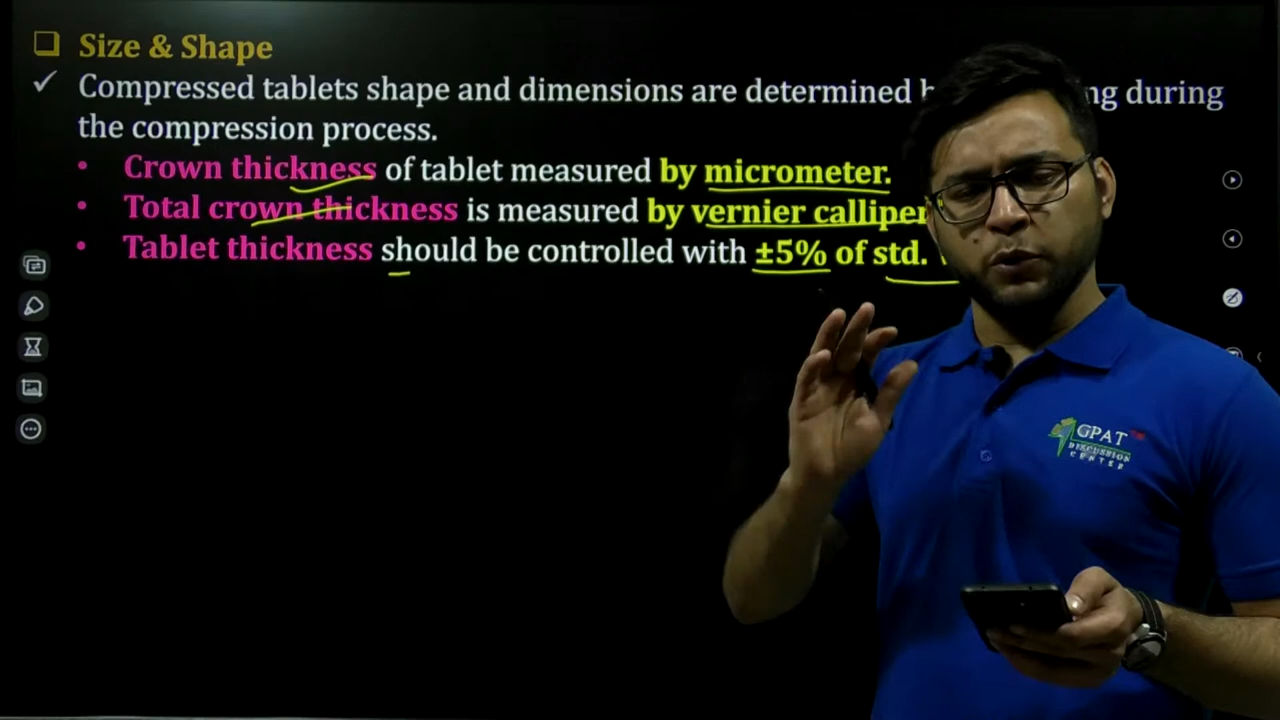 Size & Shape
Compressed tablets shape and dimensions are determined during
the compression process.
Crown thickness of tablet measured by micrometer.
Total crown thickness is measured by vernier calliper
Tablet thickness should be controlled with ±5% of std.
GPAT
DISCUSSION
CENTER